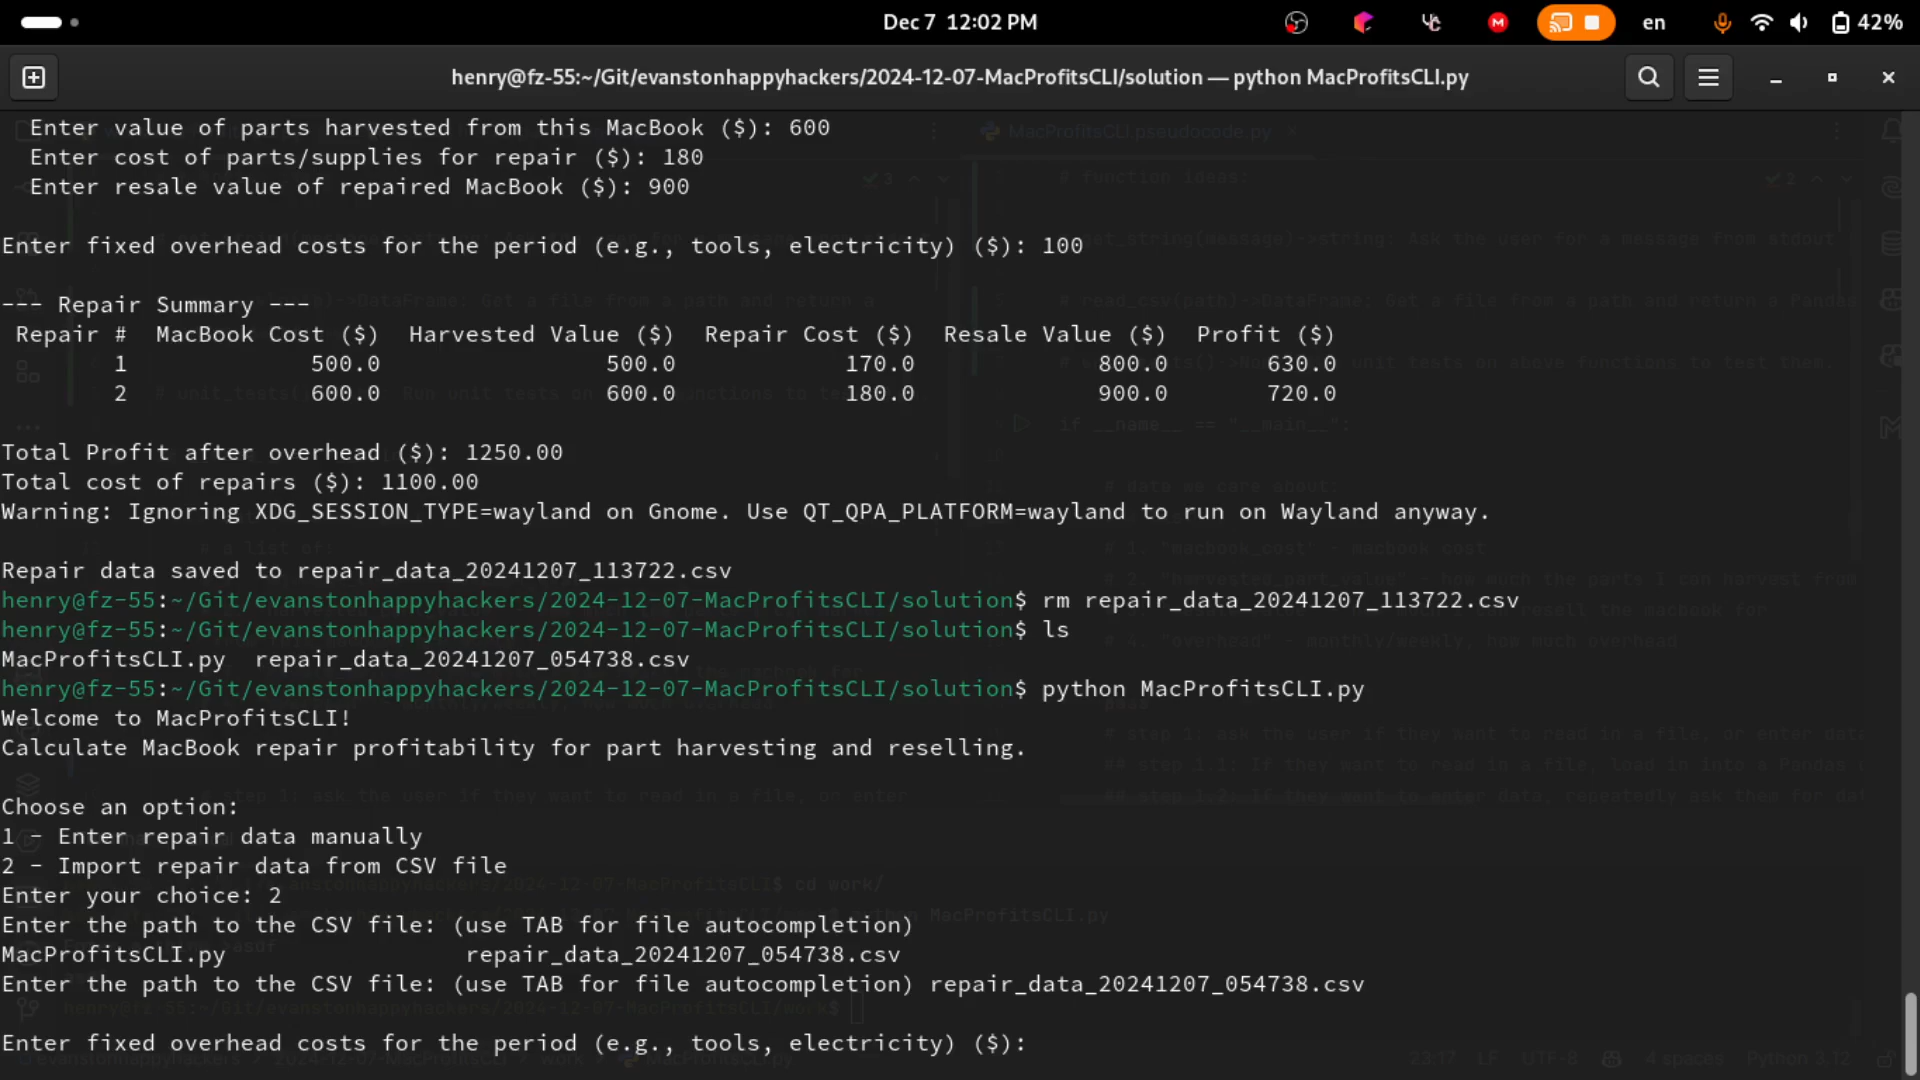 Dec 7 12:02 PM
en
42%
henry@fz-55:~/Git/evanstonhappyhackers/2024-12-07-MacProfitsCLI/solution — python MacProfitsCLI.py
Enter value of parts harvested from this MacBook ($): 600
Enter cost of parts/supplies for repair ($): 180
Enter resale value of repaired MacBook ($): 900
Enter fixed overhead costs for the period (e.g., tools, electricity) ($): 100
--- Repair Summary ---
Repair # MacBook Cost ($) Harvested Value ($) Repair Cost ($) Resale Value ($) Profit ($)
1 500.0 500.0 170.0 800.0 630.0
2 600.0 600.0 180.0 900.0 720.0
Total Profit after overhead ($): 1250.00
Total cost of repairs ($): 1100.00
Warning: Ignoring XDG_SESSION_TYPE=wayland on Gnome. Use QT_QPA_PLATFORM=wayland to run on Wayland anyway.
Repair data saved to repair_data_20241207_113722.csv
henry@fz-55:~/Git/evanstonhappyhackers/2024-12-07-MacProfitsCLI/solution$ rm repair_data_20241207_113722.csv
henry@fz-55:~/Git/evanstonhappyhackers/2024-12-07-MacProfitsCLI/solution$ ls
MacProfitsCLI.py repair_data_20241207_054738.csv
henry@fz-55:~/Git/evanstonhappyhackers/2024-12-07-MacProfitsCLI/solution$ python MacProfitsCLI.py
Welcome to MacProfitsCLI!
Calculate MacBook repair profitability for part harvesting and reselling.
Choose an option:
1 - Enter repair data manually
2 - Import repair data from CSV file
Enter your choice: 2
Enter the path to the CSV file: (use TAB for file autocompletion)
MacProfitsCLI.py repair_data_20241207_054738.csv
Enter the path to the CSV file: (use TAB for file autocompletion) repair_data_20241207_054738.csv
Enter fixed overhead costs for the period (e.g., tools, electricity) ($):